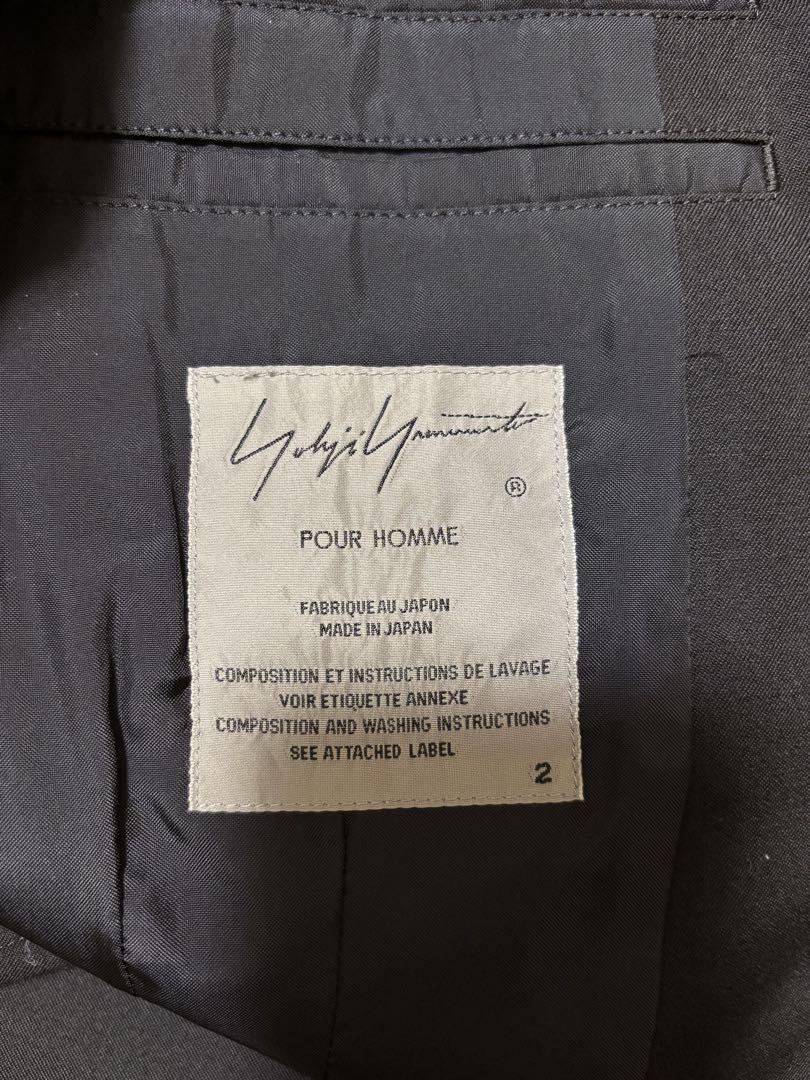 Yohji Yamamoto
®
POUR HOMME
FABRIQUE AU JAPON
MADE IN JAPAN
COMPOSITION ET INSTRUCTIONS DE LAVAGE
VOIR ETIQUETTE ANNEXE
COMPOSITION AND WASHING INSTRUCTIONS
SEE ATTACHED LABEL
2